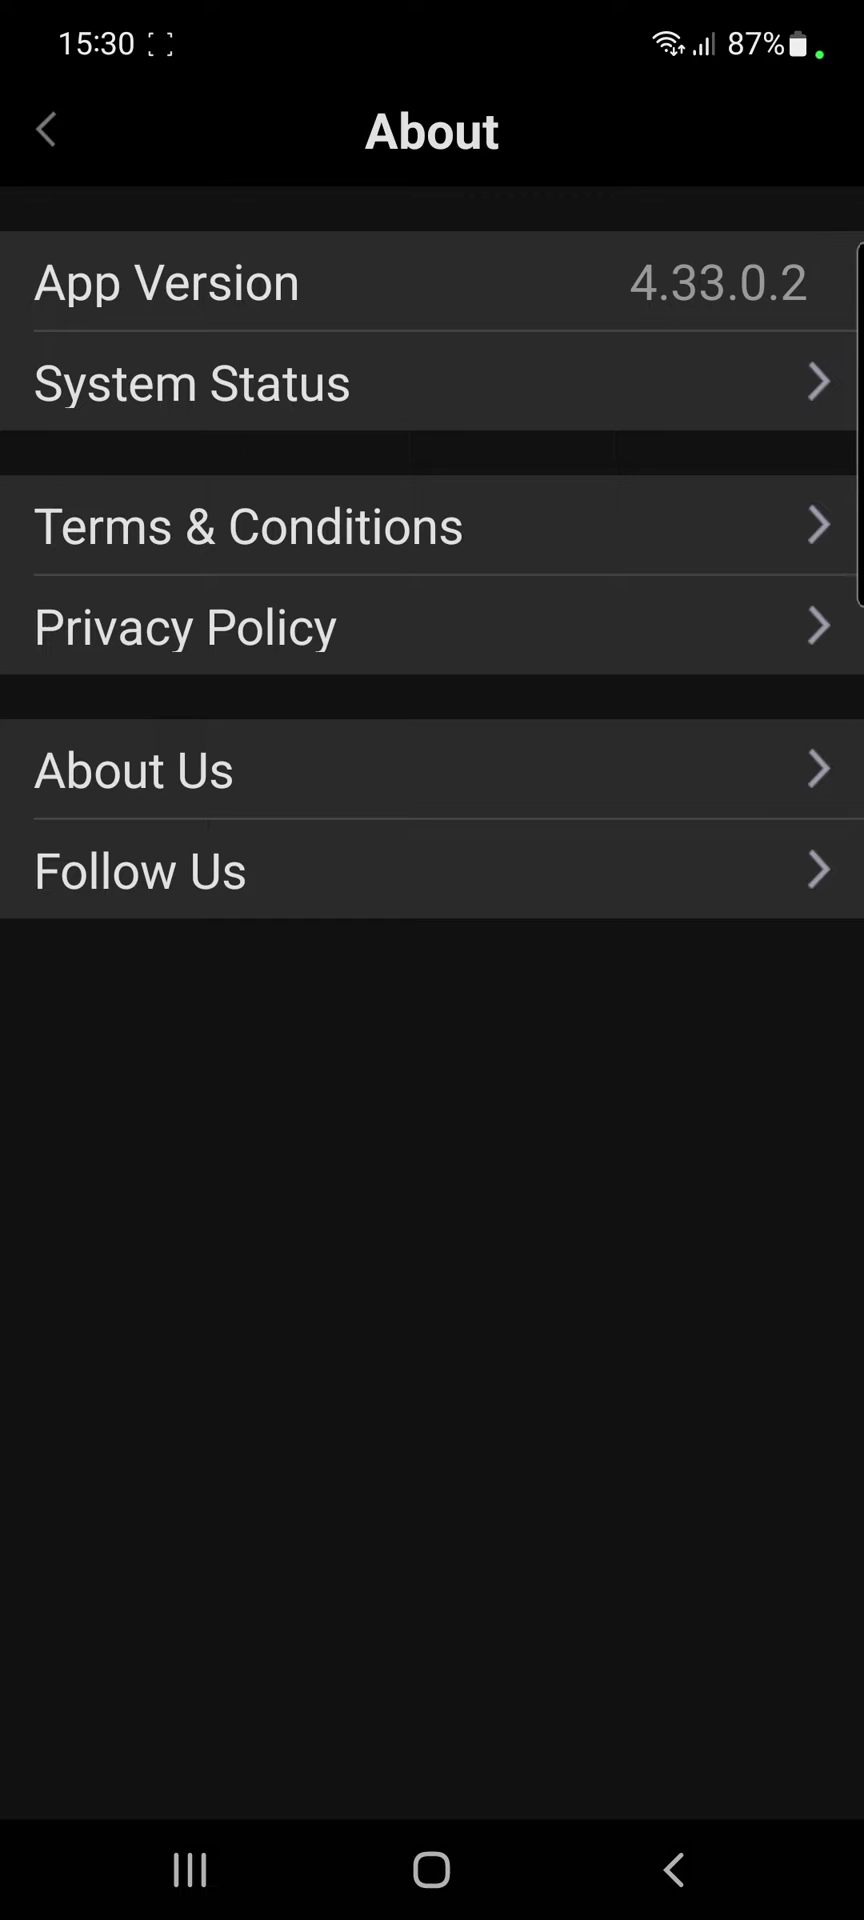 15:30 87%
About
App Version 4.33.0.2
System Status
Terms & Conditions
Privacy Policy
About Us
Follow Us